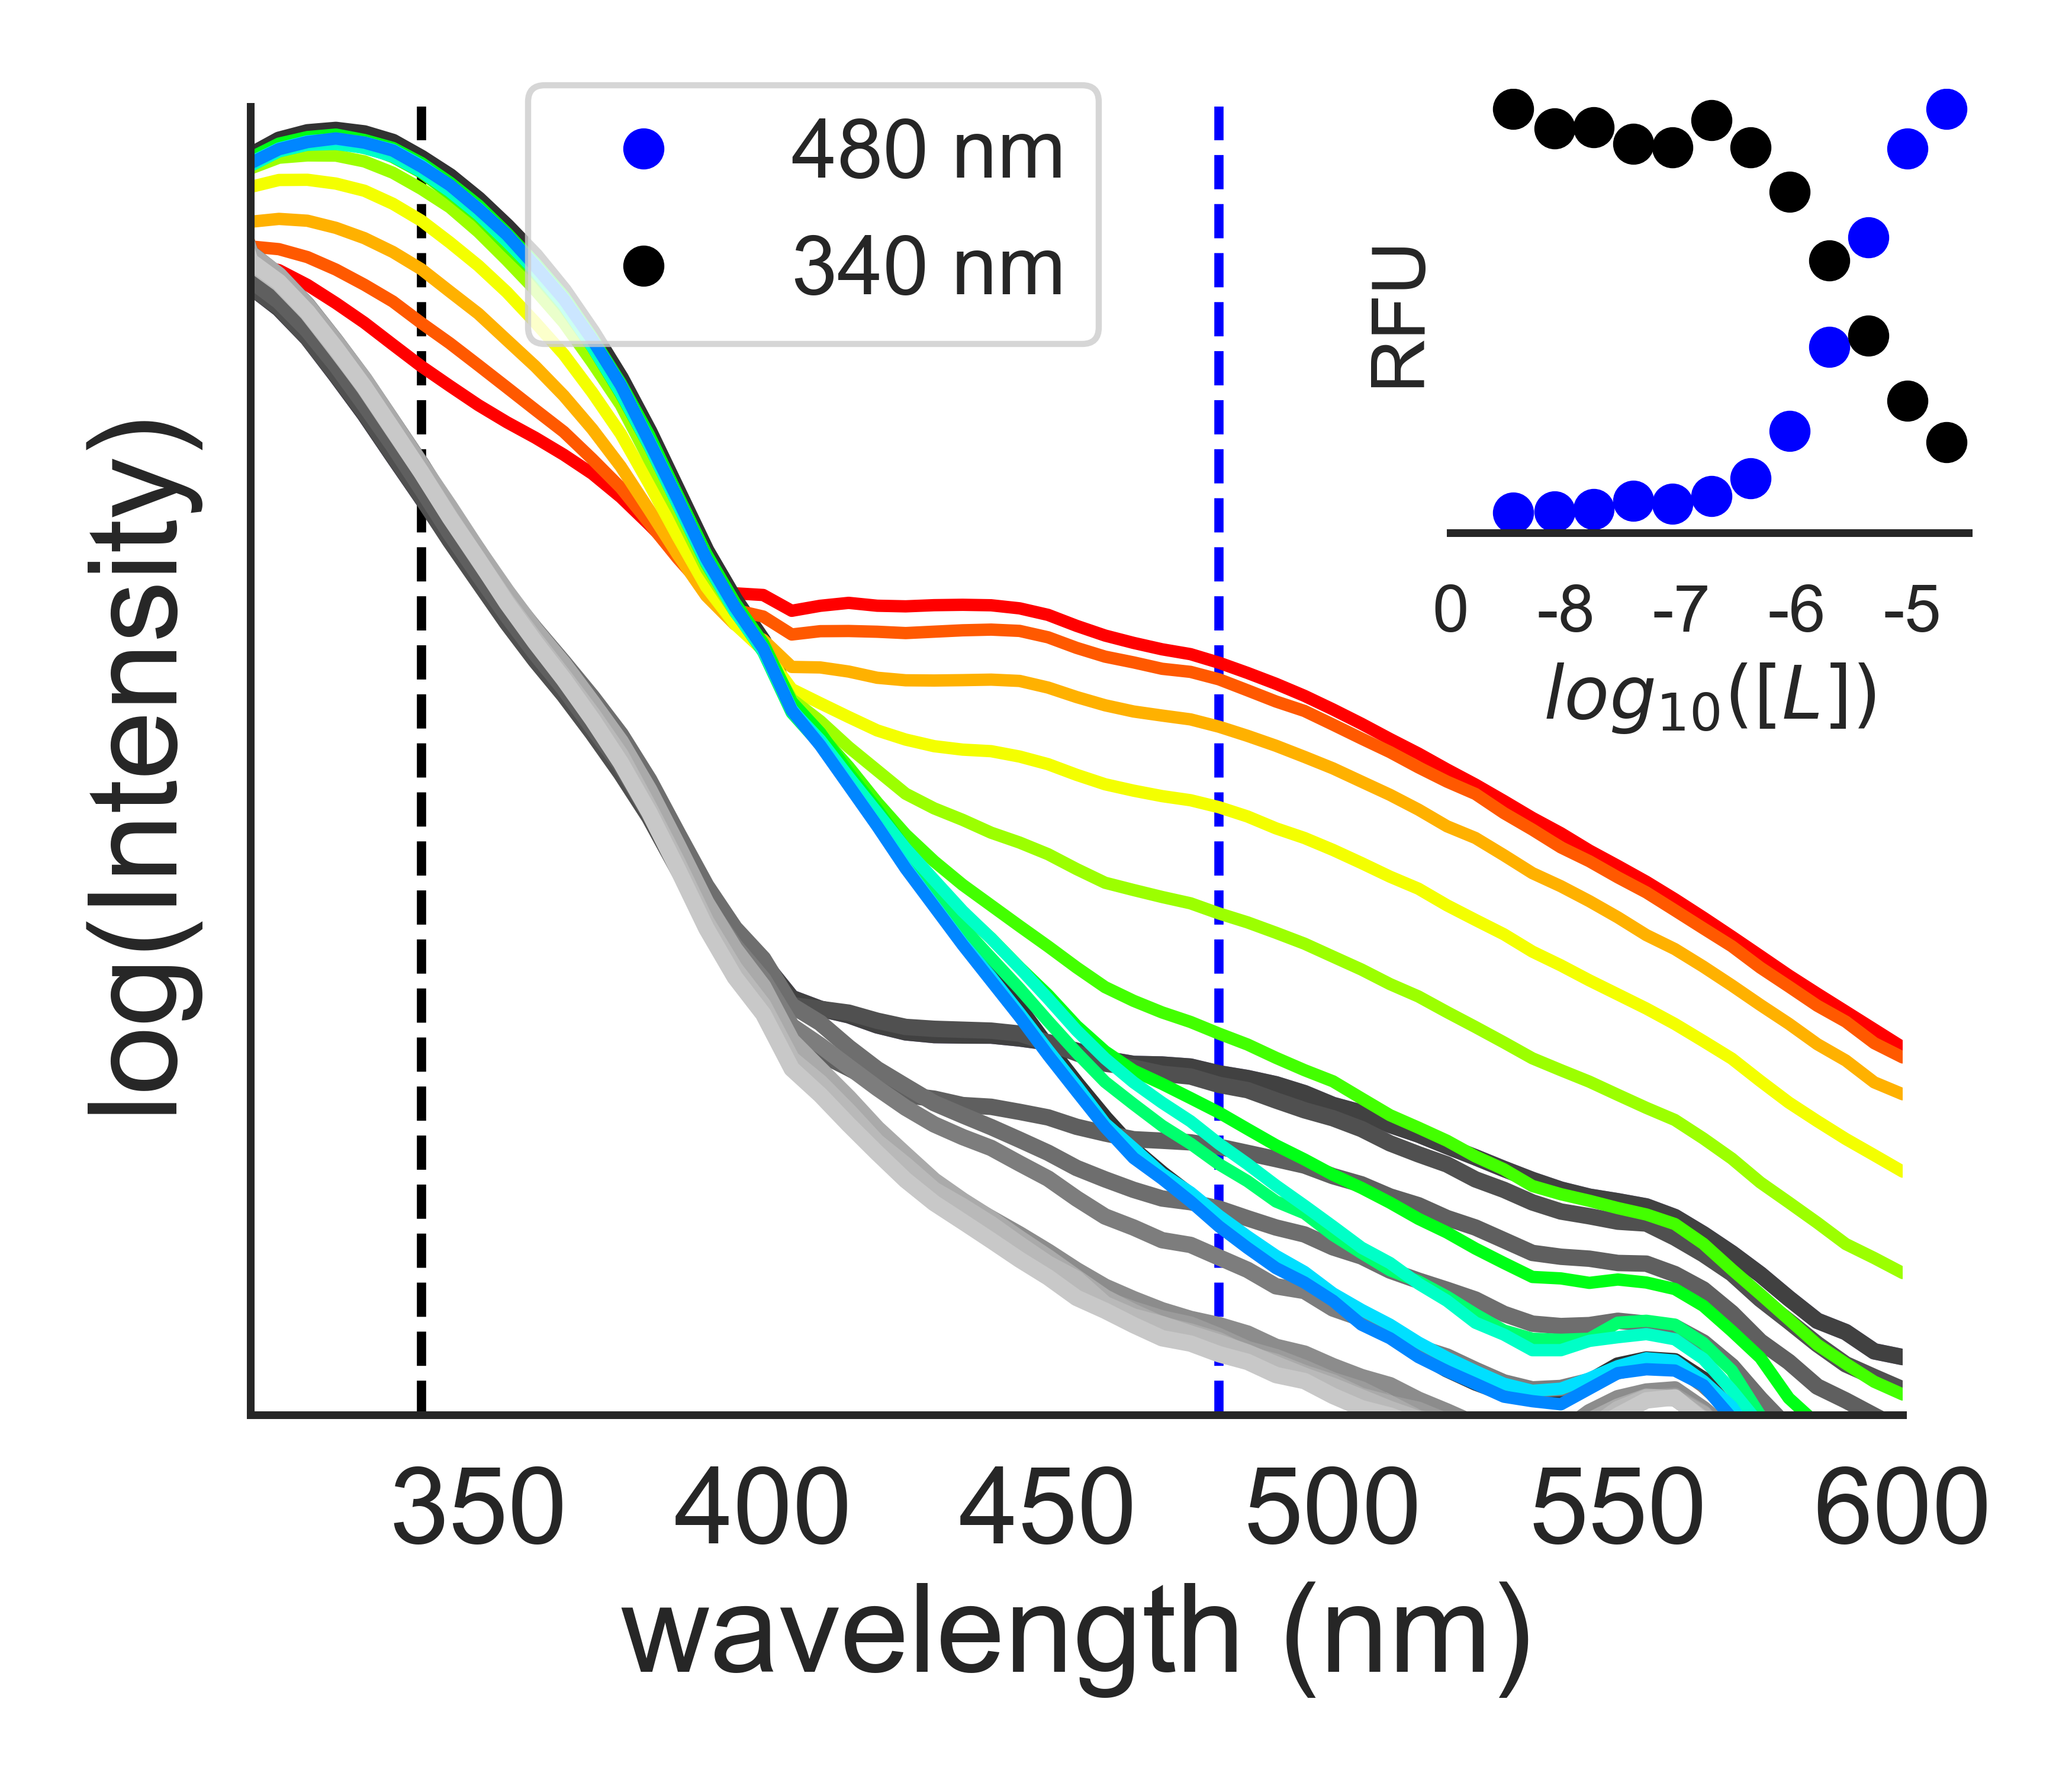 480 nm
340 nm
RFU
0 -8 -7 -6 -5
log10([L])
log(Intensity)
350 400 450 500 550 600
wavelength (nm)